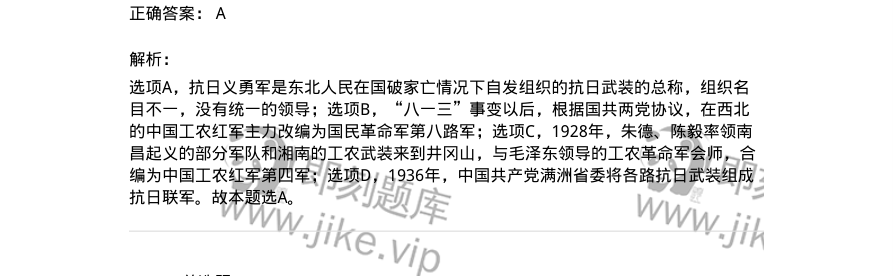 正确答案： A
解析：
选项A，抗日义勇军是东北人民在国破家亡情况下自发组织的抗日武装的总称，组织名
目不一，没有统一的领导；选项B，“八一三”事变以后，根据国共两党协议，在西北
的中国工农红军主力改编为国民革命军第八路军；选项C，1928年，朱德、陈毅率领南
昌起义的部分军队和湘南的工农武装来到井冈山，与毛泽东领导的工农革命军会师，合
编为中国工农红军第四军；选项D，1936年，中国共产党满洲省委将各路抗日武装组成
抗日联军。故本题选A。
即刻题库
www.jike.vip
即刻
www.jik